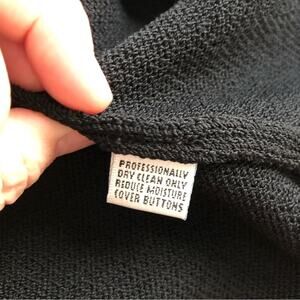 PROFESSIONALLY
DRY CLEAN ONLY
REDUCE MOISTURE
COVER BUTTONS